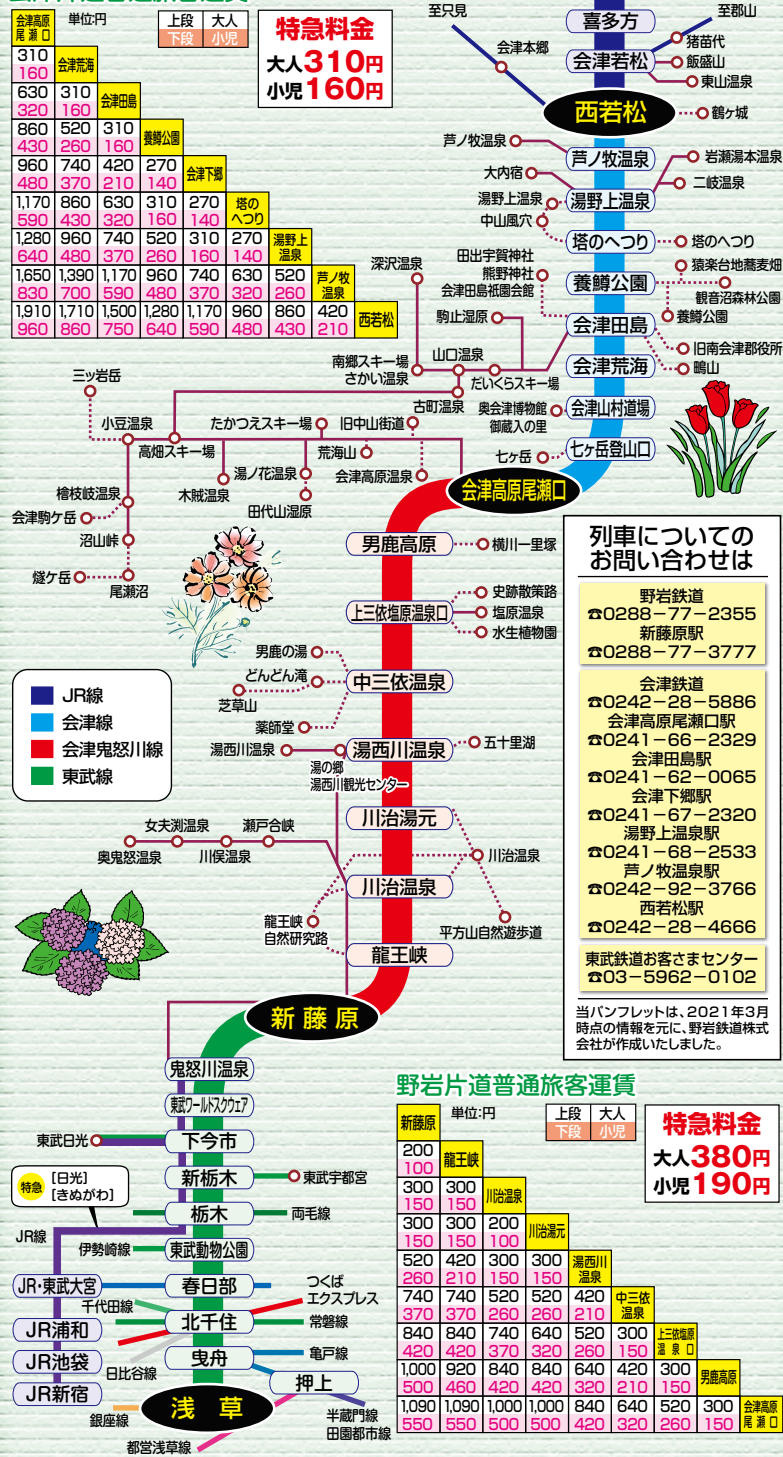 会津高原
尾瀬口
単位:円
上段 大人
下段 小児
特急料金
大人310円
小児160円
310 会津荒海
160
630 310 会津田島
320 160
860 520 310 養鱒公園
430 260 160
960 740 420 270 会津下郷
480 370 210 140
1,170 860 630 310 270 塔の
590 430 320 160 140 へつり
1,280 960 740 520 310 270 湯野上
640 480 370 260 160 140 温泉
1,650 1,390 1,170 960 740 630 520 芦ノ牧
830 700 590 480 370 320 260 温泉
1,910 1,710 1,500 1,280 1,170 960 860 420 西若松
960 860 750 640 590 480 430 210
至只見
喜多方
至郡山
会津本郷
会津若松
猪苗代
飯盛山
東山温泉
西若松
鶴ヶ城
芦ノ牧温泉
芦ノ牧温泉
大内宿
岩瀬湯本温泉
二岐温泉
湯野上温泉
湯野上温泉
中山風穴
塔のへつり
塔のへつり
田出宇賀神社
熊野神社
会津田島祇園会館
深沢温泉
養鱒公園
猿楽台地蕎麦畑
観音沼森林公園
養鱒公園
駒止湿原
会津田島
旧南会津郡役所
鴫山
南郷スキー場
さかい温泉
山口温泉
だいくらスキー場
会津荒海
古町温泉
奥会津博物館
御蔵入の里
会津山村道場
七ヶ岳
七ヶ岳登山口
三ッ岩岳
小豆温泉
高畑スキー場
たかつえスキー場
旧中山街道
荒海山
会津高原温泉
木賊温泉
湯ノ花温泉
田代山湿原
檜枝岐温泉
会津駒ケ岳
沼山峠
燧ケ岳
尾瀬沼
会津高原尾瀬口
男鹿高原
横川一里塚
上三依塩原温泉口
史跡散策路
塩原温泉
水生植物園
男鹿の湯
どんどん滝
芝草山
薬師堂
中三依温泉
湯西川温泉
湯西川温泉
五十里湖
湯の郷
湯西川観光センター
川治湯元
女夫渕温泉
瀬戸合峡
奥鬼怒温泉
川俣温泉
川治温泉
川治温泉
龍王峡
自然研究路
平方山自然遊歩道
龍王峡
JR線
会津線
会津鬼怒川線
東武線
列車についての
お問い合わせは
野岩鉄道
☎0288-77-2355
新藤原駅
☎0288-77-3777
会津鉄道
☎0242-28-5886
会津高原尾瀬口駅
☎0241-66-2329
会津田島駅
☎0241-62-0065
会津下郷駅
☎0241-67-2320
湯野上温泉駅
☎0241-68-2533
芦ノ牧温泉駅
☎0242-92-3766
西若松駅
☎0242-28-4666
東武鉄道お客さまセンター
☎03-5962-0102
当パンフレットは、2021年3月
時点の情報を元に、野岩鉄道株式
会社が作成いたしました。
新藤原
鬼怒川温泉
東武ワールドスクウェア
東武日光
下今市
新栃木
東武宇都宮
特急 [日光]
[きぬがわ]
栃木
両毛線
JR線
伊勢崎線
東武動物公園
JR・東武大宮
春日部
つくば
エクスプレス
千代田線
JR浦和
北千住
常磐線
JR池袋
日比谷線
曳舟
亀戸線
JR新宿
押上
浅草
銀座線
半蔵門線
田園都市線
都営浅草線
野岩片道普通旅客運賃
新藤原
単位:円
上段 大人
下段 小児
特急料金
大人380円
小児190円
200 龍王峡
100
300 300 川治温泉
150 150
300 300 200 川治湯元
150 150 100
520 420 300 300 湯西川
260 210 150 150 温泉
740 740 520 520 420 中三依
370 370 260 260 210 温泉
840 840 740 640 520 300 上三依塩原
420 420 370 320 260 150 温泉口
1,000 920 840 840 640 420 300 男鹿高原
500 460 420 420 320 210 150
1,090 1,090 1,000 1,000 840 640 520 300 会津高原
550 550 500 500 420 320 260 150 尾瀬口